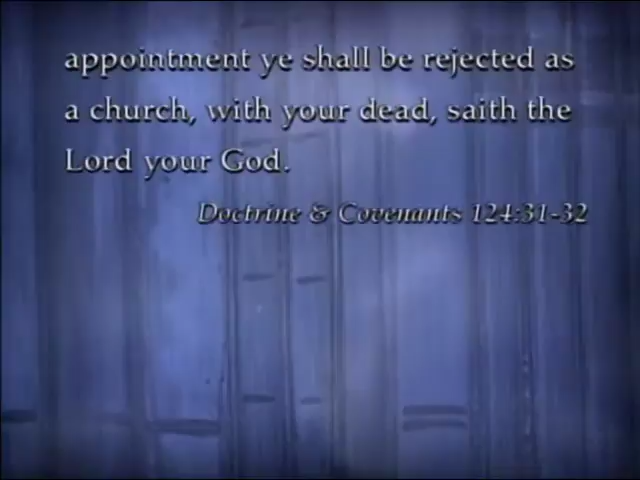 appointment ye shall be rejected as
a church, with your dead, saith the
Lord your God.
Doctrine & Covenants 124:31-32